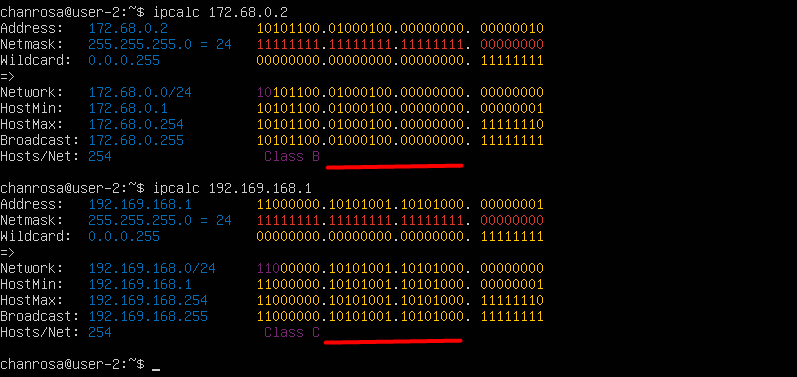 chanrosa@user-2:~$ ipcalc 172.68.0.2
Address: 172.68.0.2 10101100.01000100.00000000. 00000010
Netmask: 255.255.255.0 = 24 11111111.11111111.11111111. 00000000
Wildcard: 0.0.0.255 00000000.00000000.00000000. 11111111
=>
Network: 172.68.0.0/24 10101100.01000100.00000000. 00000000
HostMin: 172.68.0.1 10101100.01000100.00000000. 00000001
HostMax: 172.68.0.254 10101100.01000100.00000000. 11111110
Broadcast: 172.68.0.255 10101100.01000100.00000000. 11111111
Hosts/Net: 254 Class B
chanrosa@user-2:~$ ipcalc 192.169.168.1
Address: 192.169.168.1 11000000.10101001.10101000. 00000001
Netmask: 255.255.255.0 = 24 11111111.11111111.11111111. 00000000
Wildcard: 0.0.0.255 00000000.00000000.00000000. 11111111
=>
Network: 192.169.168.0/24 11000000.10101001.10101000. 00000000
HostMin: 192.169.168.1 11000000.10101001.10101000. 00000001
HostMax: 192.169.168.254 11000000.10101001.10101000. 11111110
Broadcast: 192.169.168.255 11000000.10101001.10101000. 11111111
Hosts/Net: 254 Class C
chanrosa@user-2:~$ _